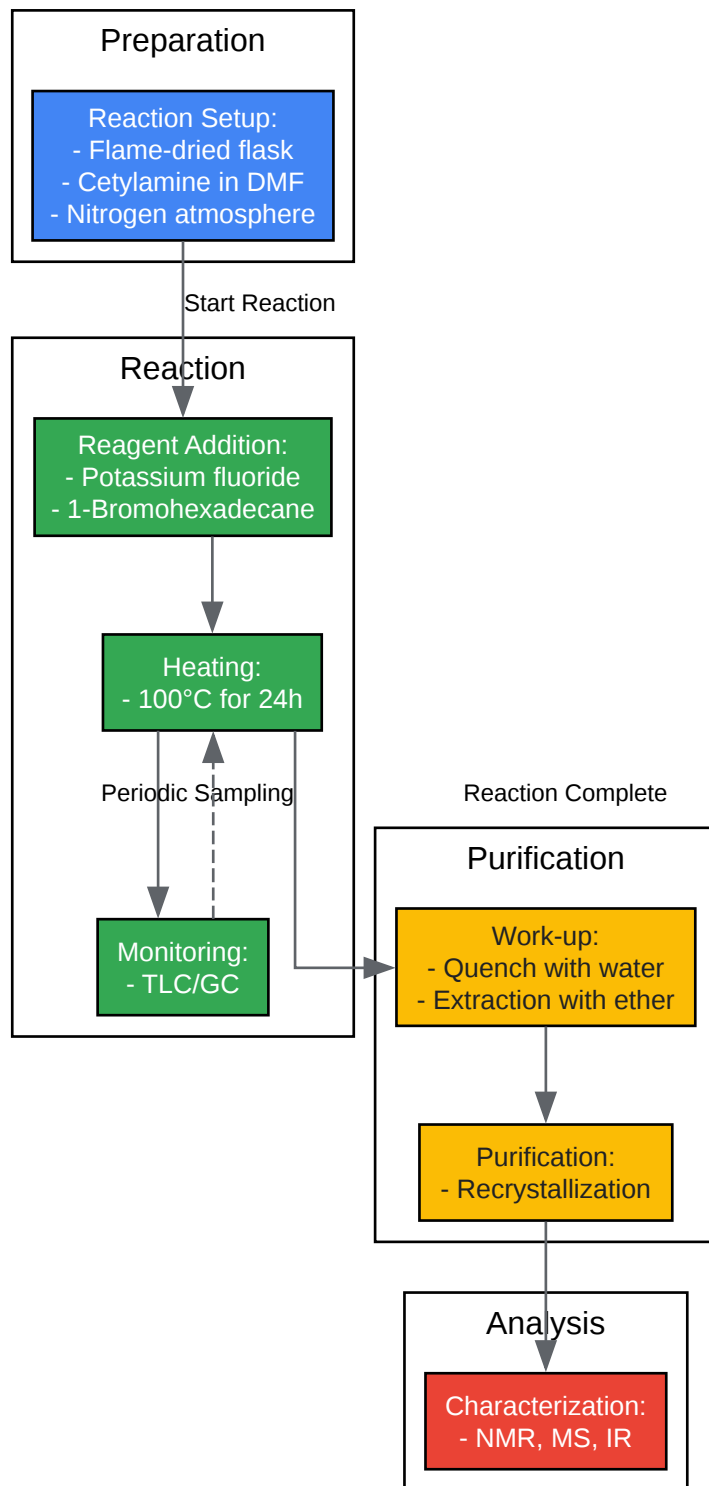 Preparation
Reaction Setup:
- Flame-dried flask
- Cetylamine in DMF
- Nitrogen atmosphere
Start Reaction
Reaction
Reagent Addition:
- Potassium fluoride
- 1-Bromohexadecane
Heating:
- 100°C for 24h
Periodic Sampling
Monitoring:
- TLC/GC
Reaction Complete
Purification
Work-up:
- Quench with water
- Extraction with ether
Purification:
- Recrystallization
Analysis
Characterization:
- NMR, MS, IR